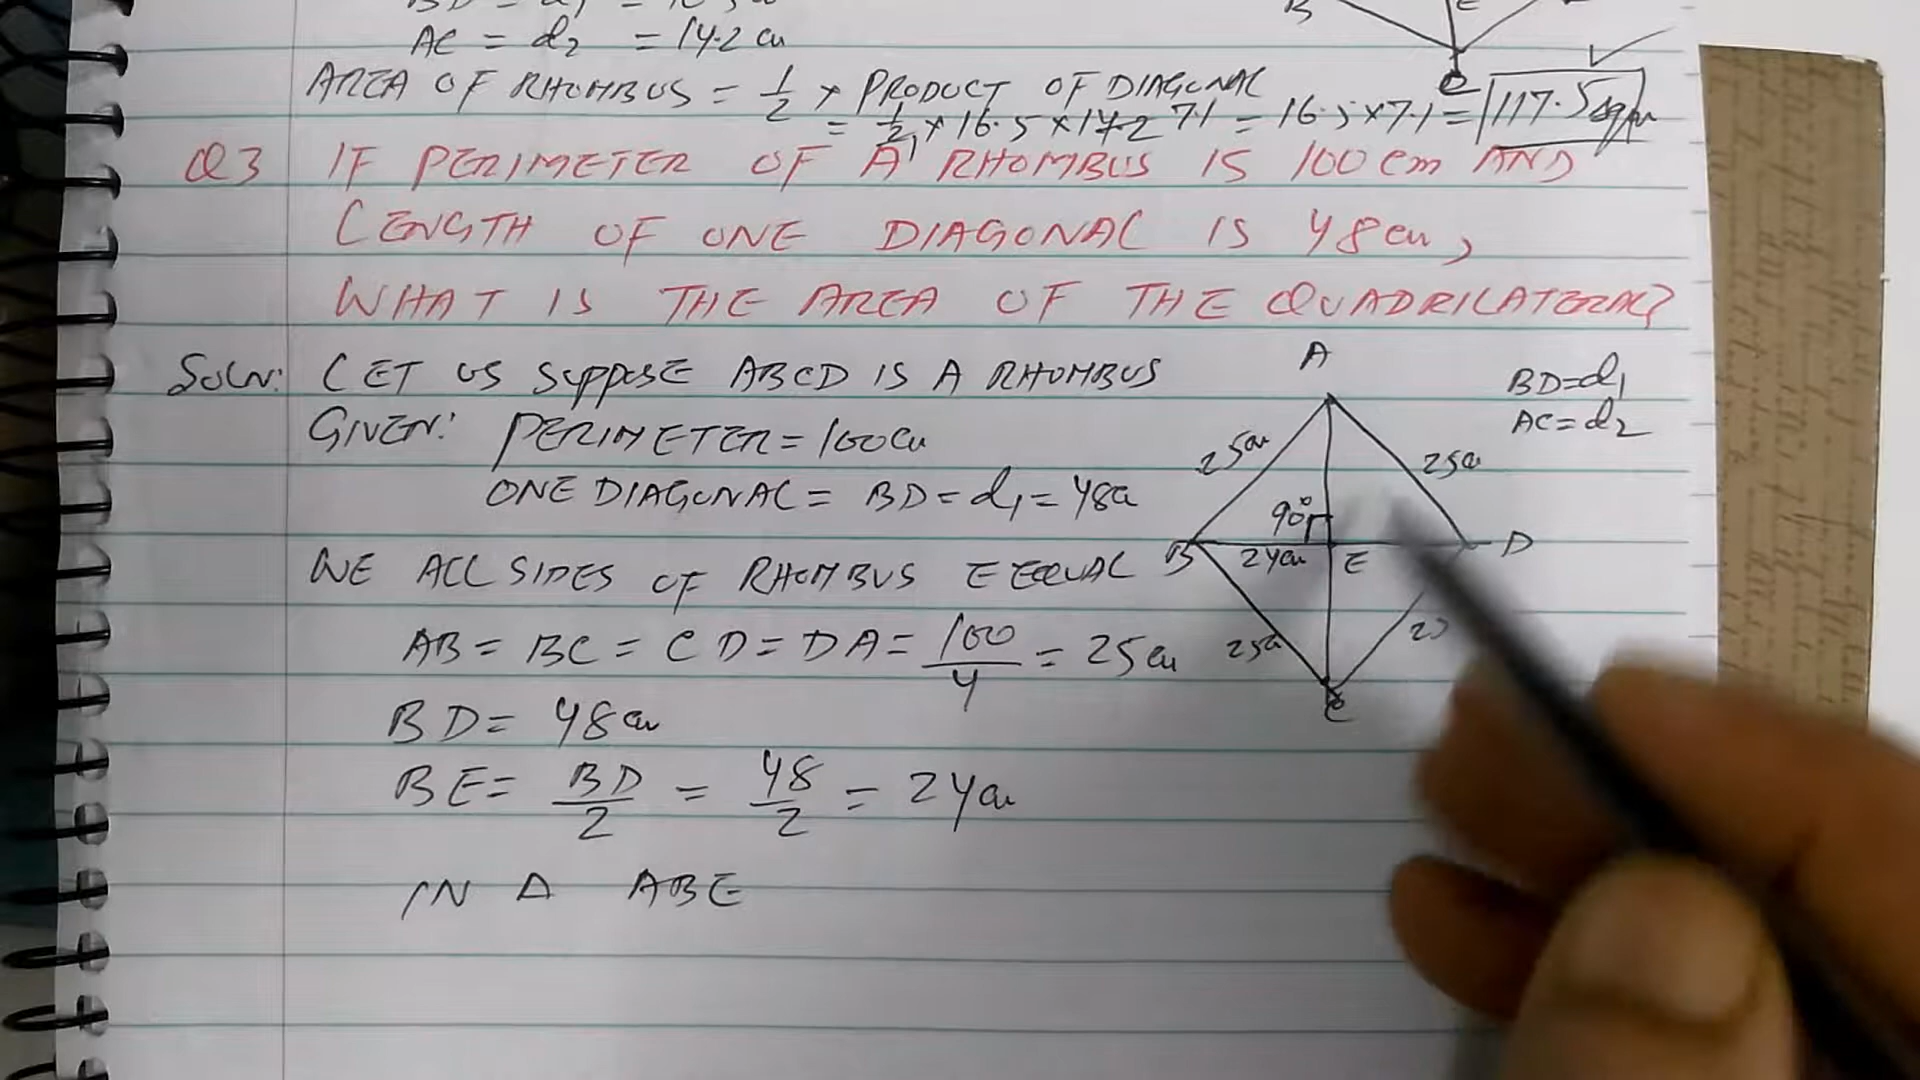 AC = d2 = 14.2 cm
AREA OF RHOMBUS = 1/2 × PRODUCT OF DIAGONAL
= 1/2 × 16.5 × 14.2 7.1 = 16.5 × 7.1 = 117.5 sq cm
Q3 IF PERIMETER OF A RHOMBUS IS 100 cm AND
LENGTH OF ONE DIAGONAL IS 48 cm,
WHAT IS THE AREA OF THE QUADRILATERAL?
SOLN: LET US SUPPOSE ABCD IS A RHOMBUS
GIVEN: PERIMETER = 100 cm
ONE DIAGONAL = BD = d1 = 48 cm
WE ALL SIDES OF RHOMBUS E EQUAL
AB = BC = CD = DA = 100/4 = 25 cm
BD = 48 cm
BE = BD/2 = 48/2 = 24 cm
IN Δ ABE
B E
C
A
BD = d1
AC = d2
25 cm 25 cm
90°
B 24 cm E D
25 cm
C